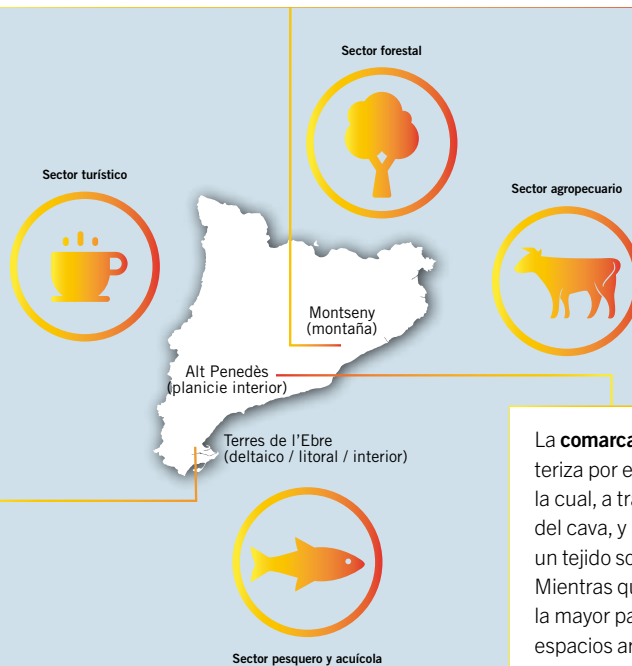 Sector forestal
Sector turístico
Sector agropecuario
Montseny
(montaña)
Alt Penedès
(planicie interior)
Terres de l'Ebre
(deltaico / litoral / interior)
Sector pesquero y acuícola
La comarca
teriza por e
la cual, a tra
del cava, y
un tejido so
Mientras qu
la mayor pa
espacios ar